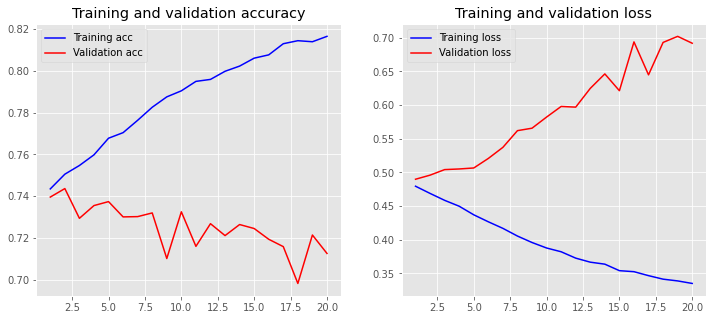 Training and validation accuracy
Training acc
Validation acc
0.82
0.80
0.78
0.76
0.74
0.72
0.70
2.5 5.0 7.5 10.0 12.5 15.0 17.5 20.0
Training and validation loss
Training loss
Validation loss
0.70
0.65
0.60
0.55
0.50
0.45
0.40
0.35
2.5 5.0 7.5 10.0 12.5 15.0 17.5 20.0